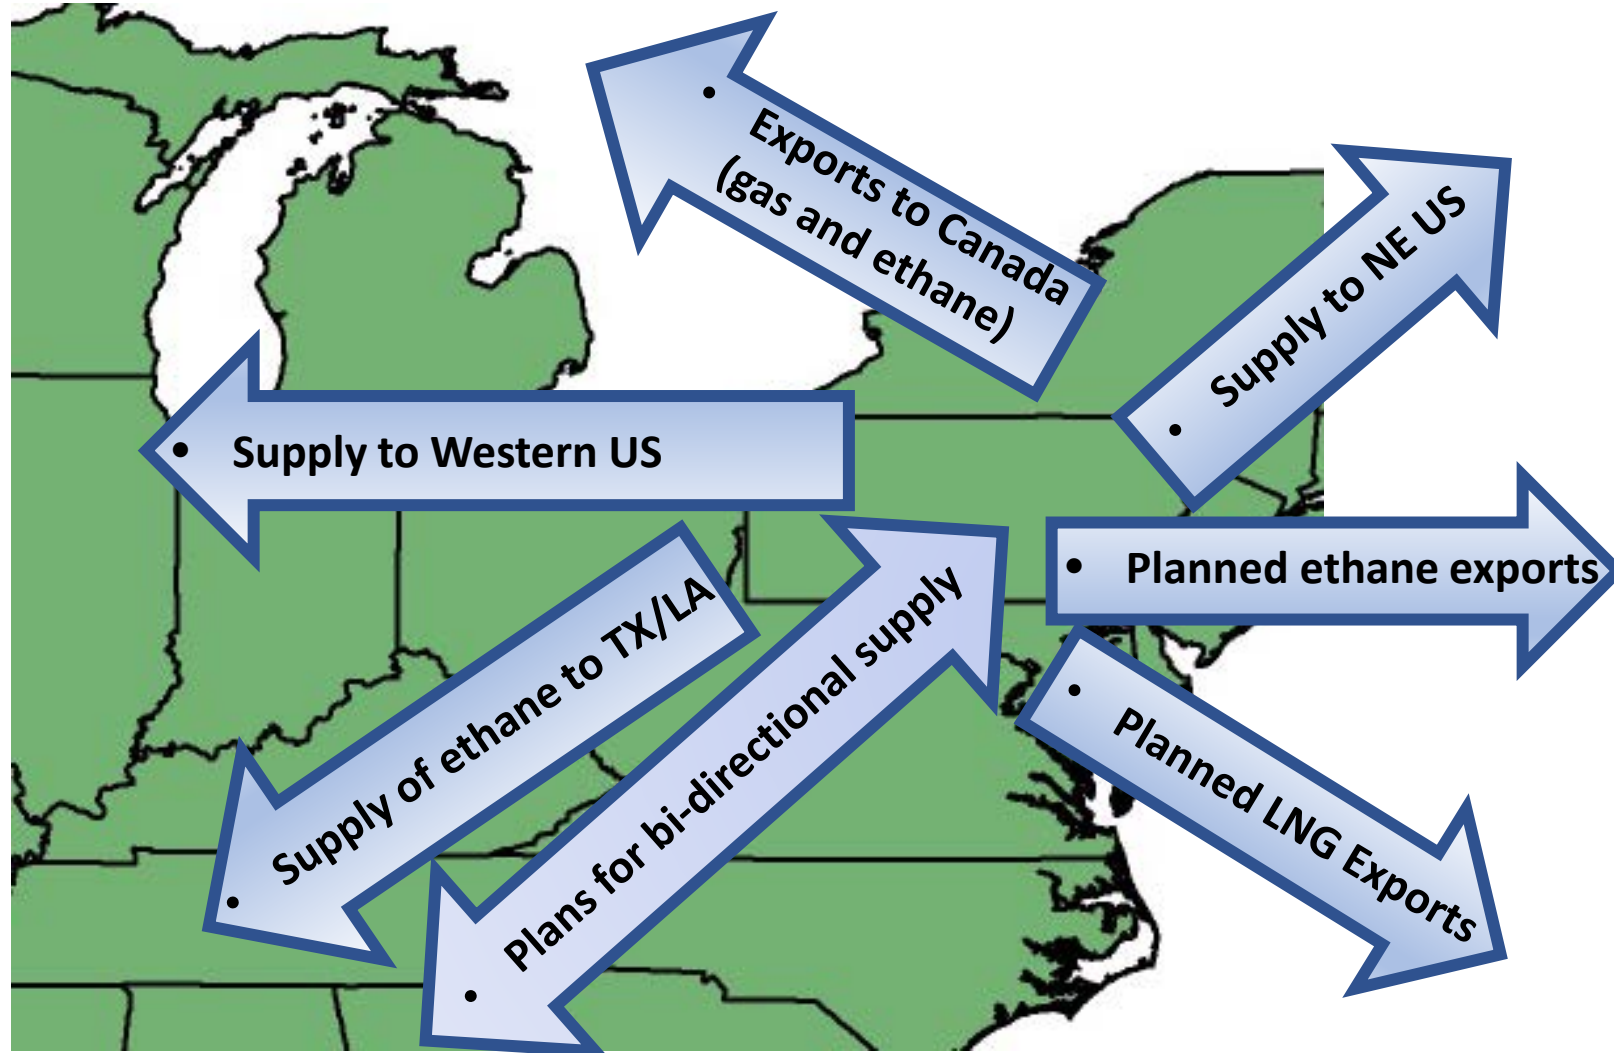 • Exports to Canada
(gas and ethane)
• Supply to NE US
• Supply to Western US
• Planned ethane exports
• Supply of ethane to TX/LA
• Plans for bi-directional supply
• Planned LNG Exports